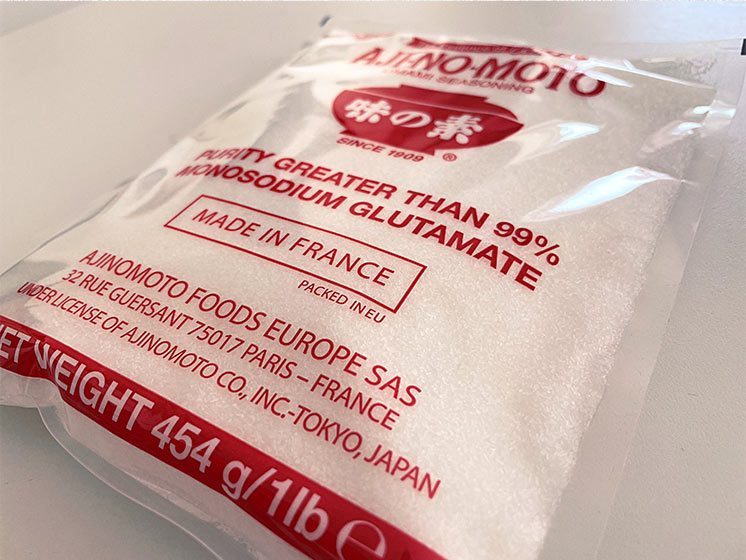 AJI-NO-MOTO
UMAMI SEASONING
味の素
SINCE 1909 ®
PURITY GREATER THAN 99%
MONOSODIUM GLUTAMATE
MADE IN FRANCE
PACKED IN EU
AJINOMOTO FOODS EUROPE SAS
32 RUE GUERSANT 75017 PARIS – FRANCE
UNDER LICENSE OF AJINOMOTO CO., INC.-TOKYO, JAPAN
NET WEIGHT 454 g/1lb e